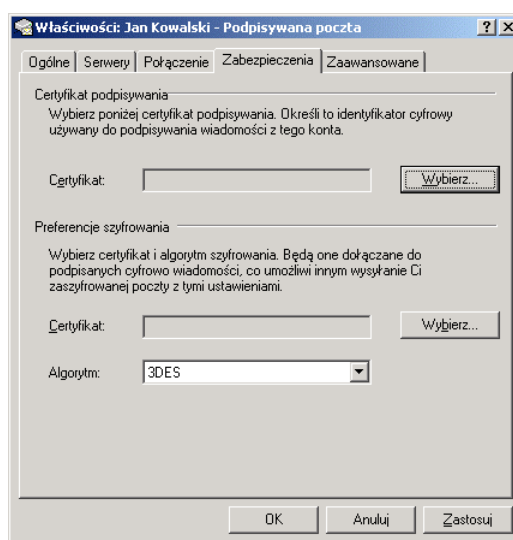 Właściwości: Jan Kowalski - Podpisywana poczta
Ogólne Serwery Połączenie Zabezpieczenia Zaawansowane
Certyfikat podpisywania
Wybierz poniżej certyfikat podpisywania. Określi to identyfikator cyfrowy
używany do podpisywania wiadomości z tego konta.
Certyfikat: Wybierz...
Preferencje szyfrowania
Wybierz certyfikat i algorytm szyfrowania. Będą one dołączane do
podpisanych cyfrowo wiadomości, co umożliwi innym wysyłanie Ci
zaszyfrowanej poczty z tymi ustawieniami.
Certyfikat: Wybierz...
Algorytm: 3DES
OK Anuluj Zastosuj